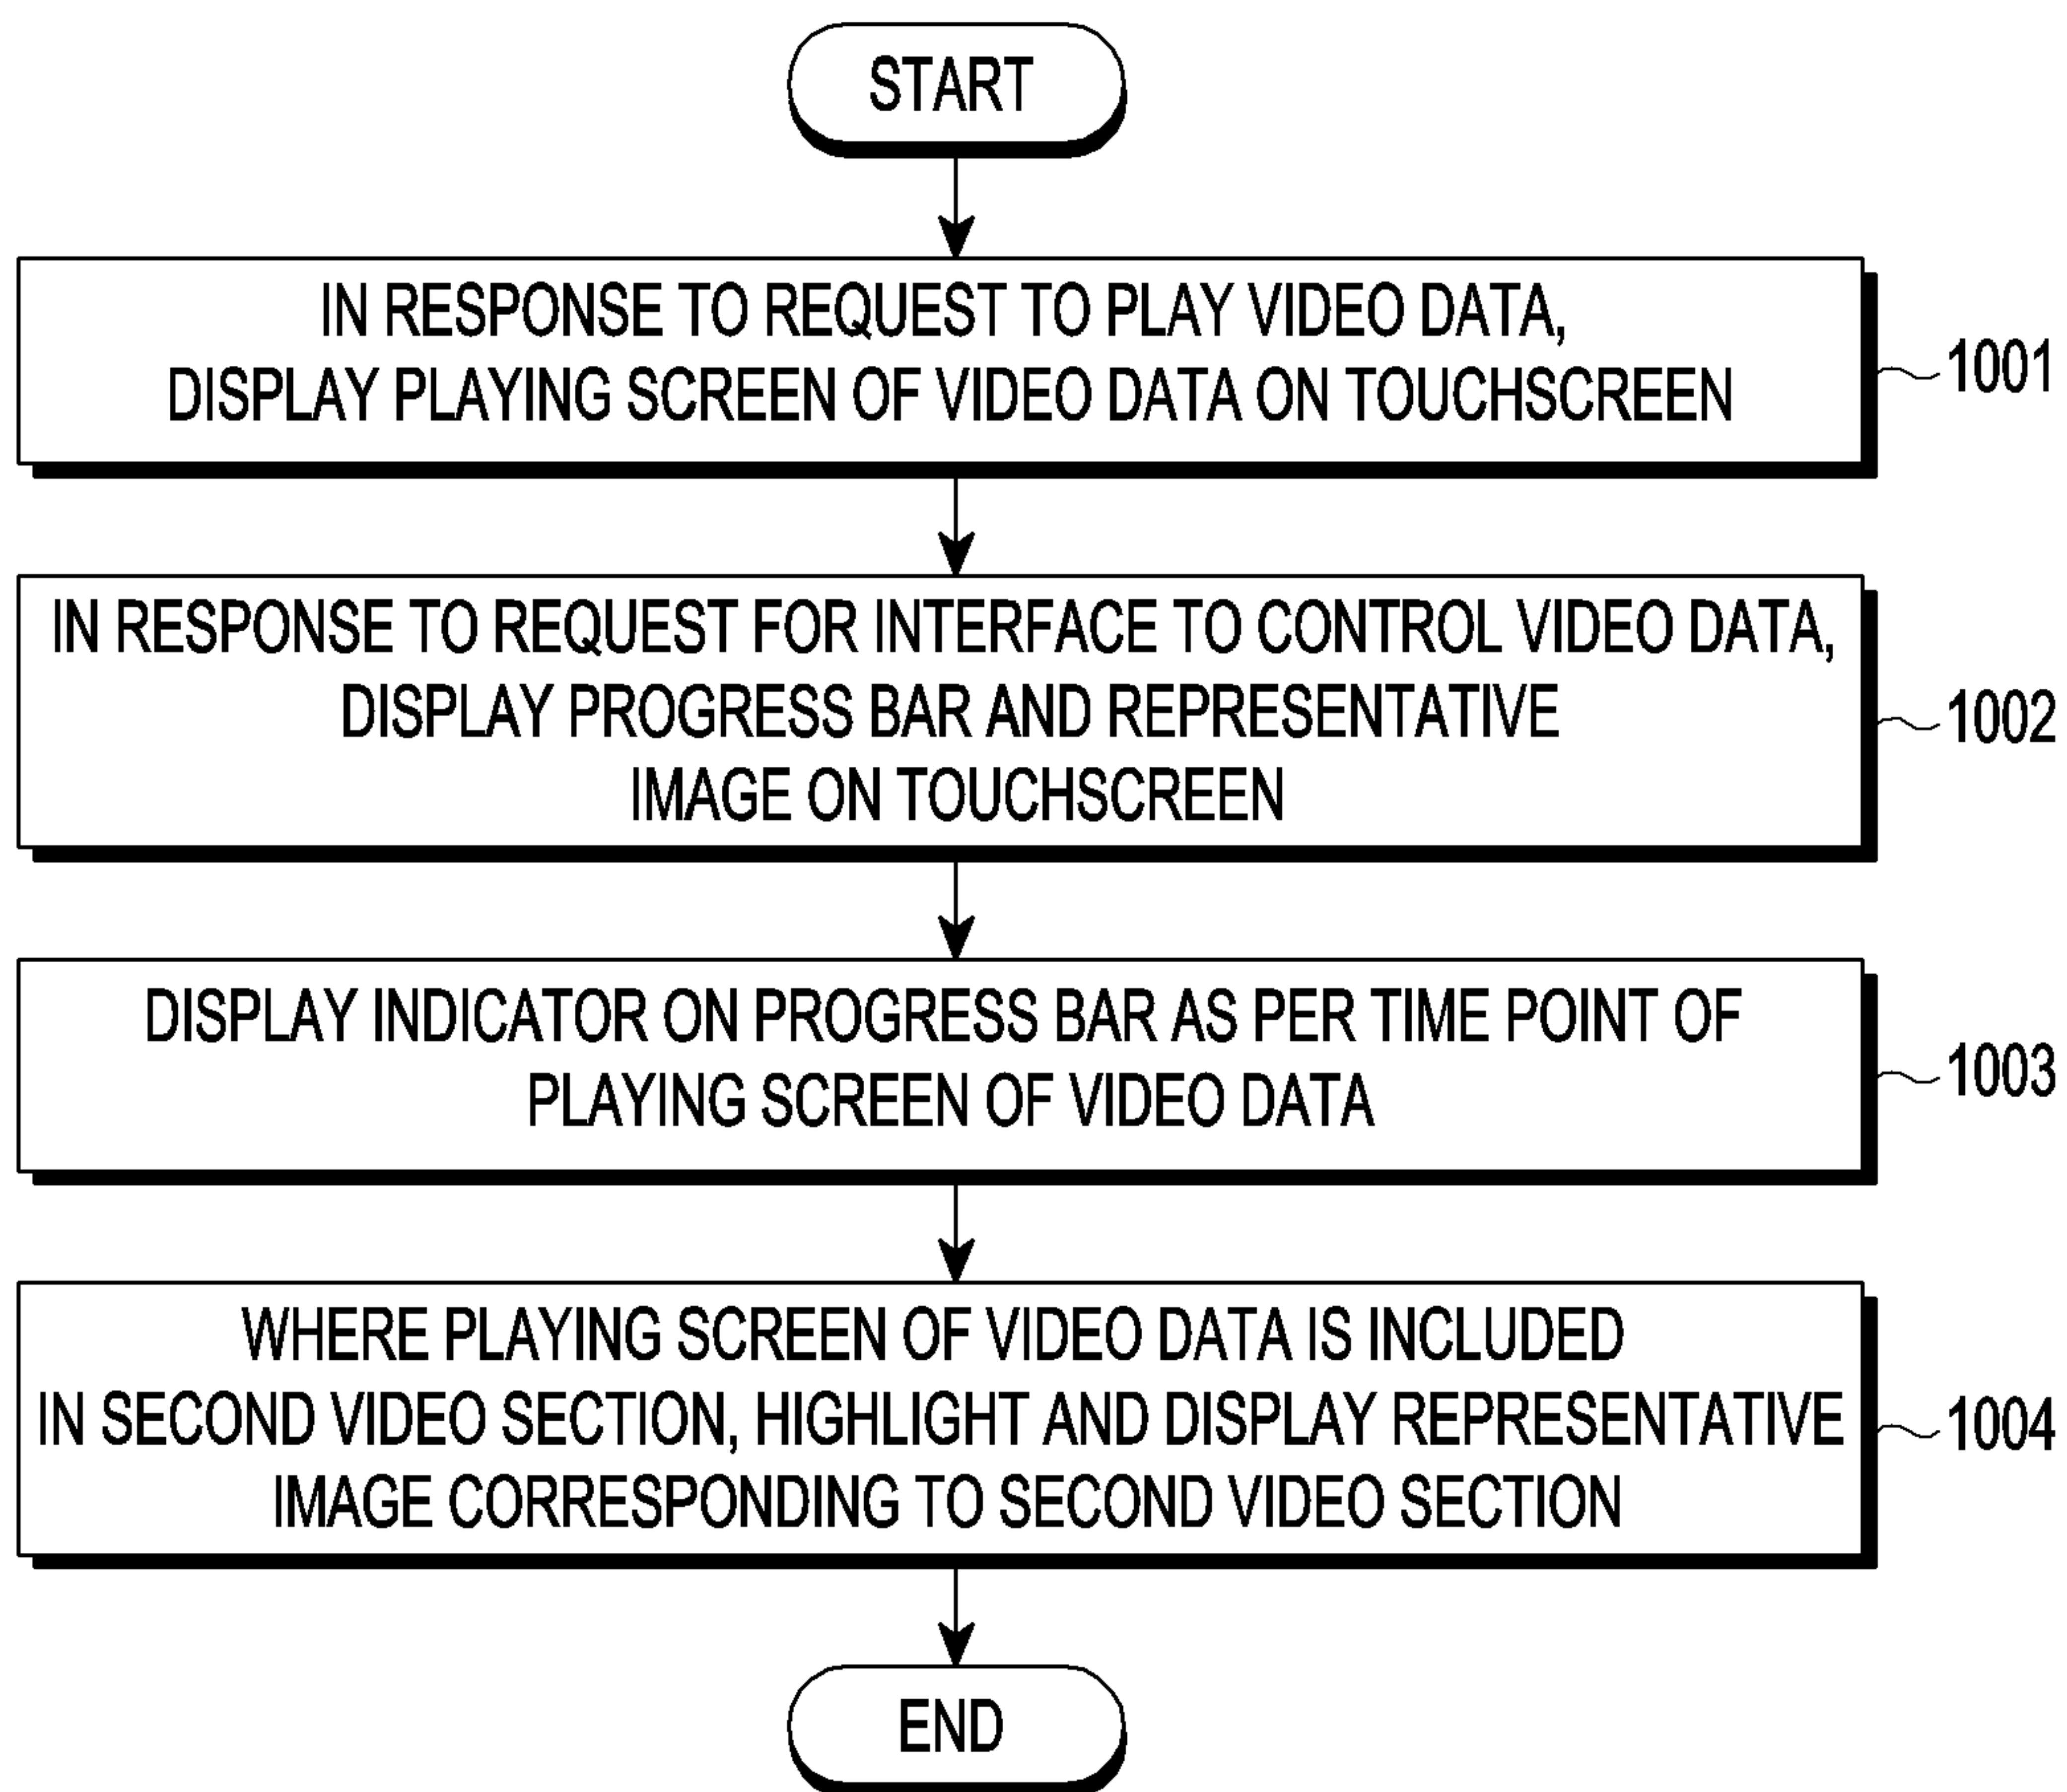 START
IN RESPONSE TO REQUEST TO PLAY VIDEO DATA,
DISPLAY PLAYING SCREEN OF VIDEO DATA ON TOUCHSCREEN
1001
IN RESPONSE TO REQUEST FOR INTERFACE TO CONTROL VIDEO DATA,
DISPLAY PROGRESS BAR AND REPRESENTATIVE
IMAGE ON TOUCHSCREEN
1002
DISPLAY INDICATOR ON PROGRESS BAR AS PER TIME POINT OF
PLAYING SCREEN OF VIDEO DATA
1003
WHERE PLAYING SCREEN OF VIDEO DATA IS INCLUDED
IN SECOND VIDEO SECTION, HIGHLIGHT AND DISPLAY REPRESENTATIVE
IMAGE CORRESPONDING TO SECOND VIDEO SECTION
1004
END